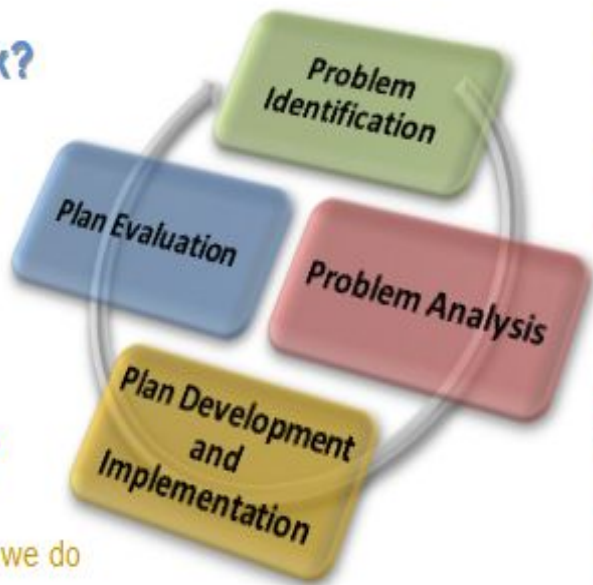 ?
Problem
Identification
Plan Evaluation
Problem Analysis
Plan Development
and
Implementation
we do